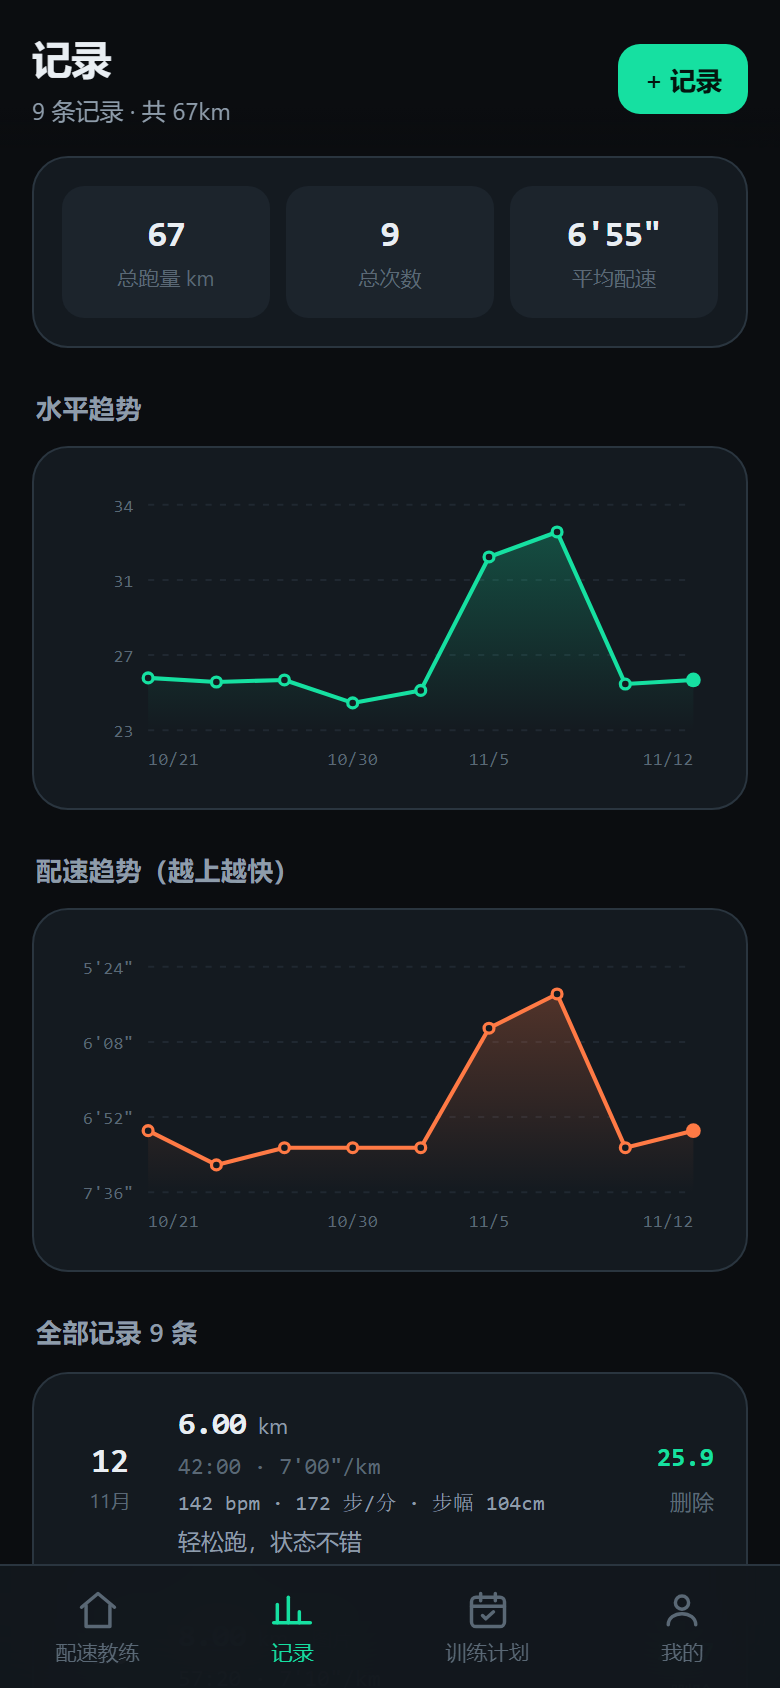 记录
9 条记录 · 共 67km
+ 记录
67
总跑量 km
9
总次数
6'55"
平均配速
水平趋势
34
31
27
23
10/21
10/30
11/5
11/12
配速趋势（越上越快）
5'24"
6'08"
6'52"
7'36"
10/21
10/30
11/5
11/12
全部记录 9 条
12
11月
6.00 km
42:00 · 7'00"/km
142 bpm · 172 步/分 · 步幅 104cm
轻松跑，状态不错
25.9
删除
配速教练
记录
训练计划
我的